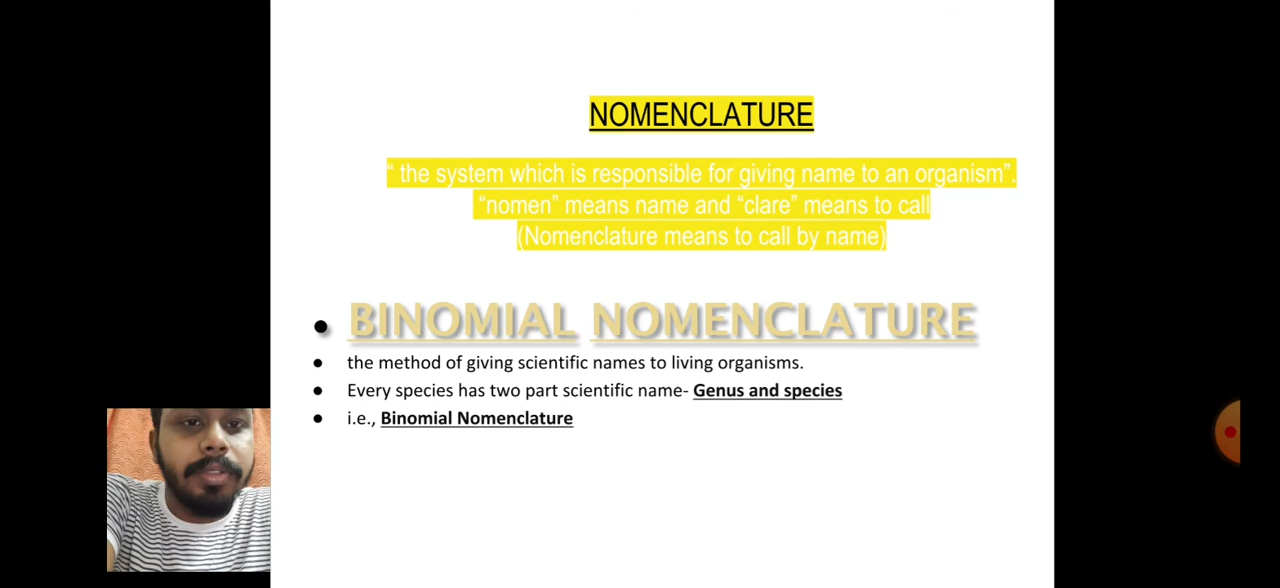 NOMENCLATURE
“ the system which is responsible for giving name to an organism”.
“nomen” means name and “clare” means to call
(Nomenclature means to call by name)
• BINOMIAL NOMENCLATURE
• the method of giving scientific names to living organisms.
• Every species has two part scientific name- Genus and species
• i.e., Binomial Nomenclature